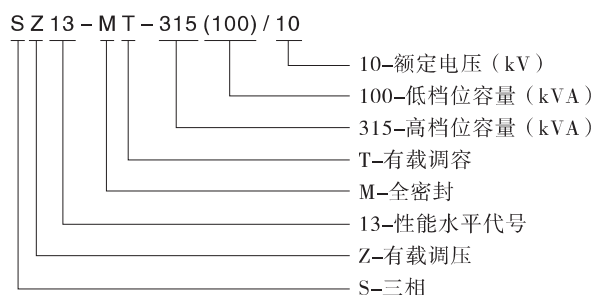 SZ13-MT-315(100)/10
10–额定电压（kV）
100–低档位容量（kVA）
315–高档位容量（kVA）
T–有载调容
M–全密封
13–性能水平代号
Z–有载调压
S–三相